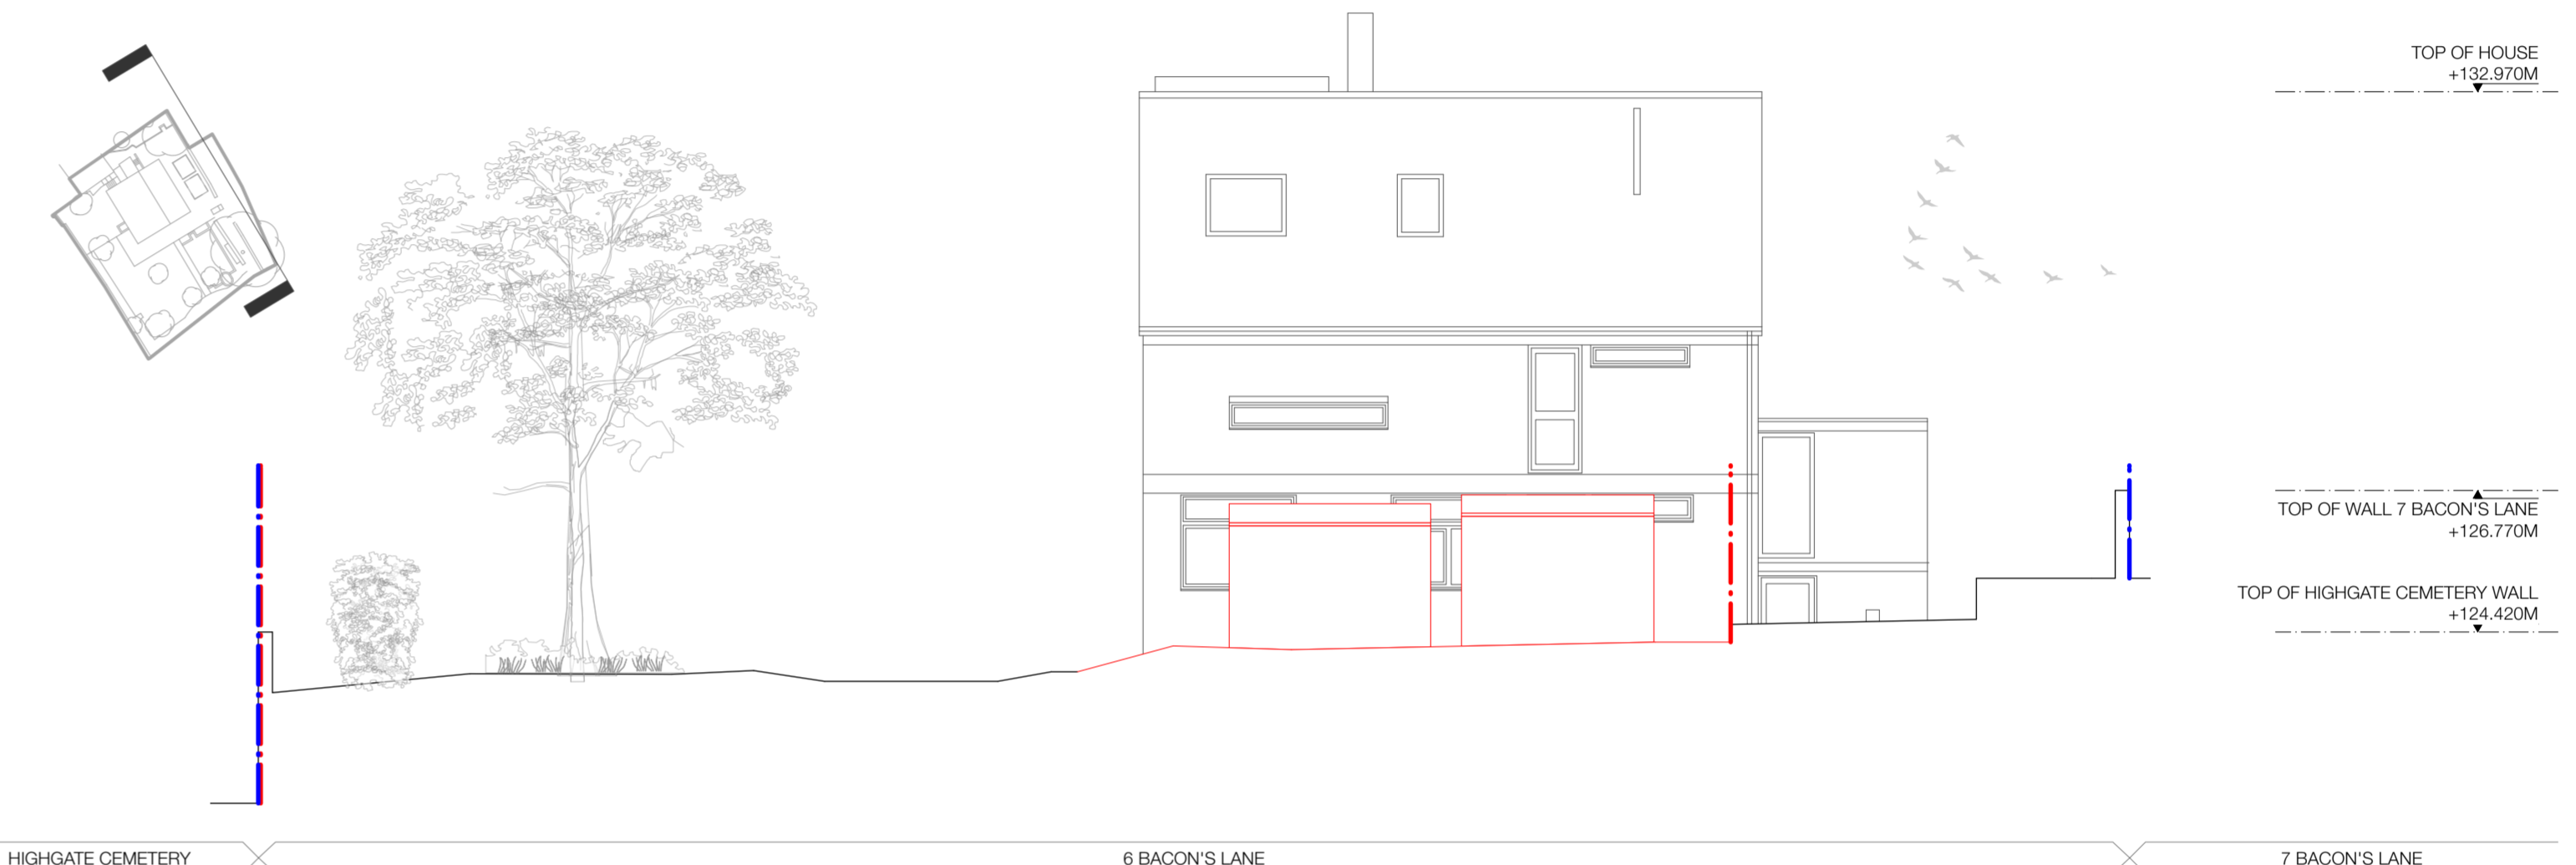 TOP OF HOUSE
+132.970M
TOP OF WALL 7 BACON'S LANE
+126.770M
TOP OF HIGHGATE CEMETERY WALL
+124.420M
HIGHGATE CEMETERY
6 BACON'S LANE
7 BACON'S LANE